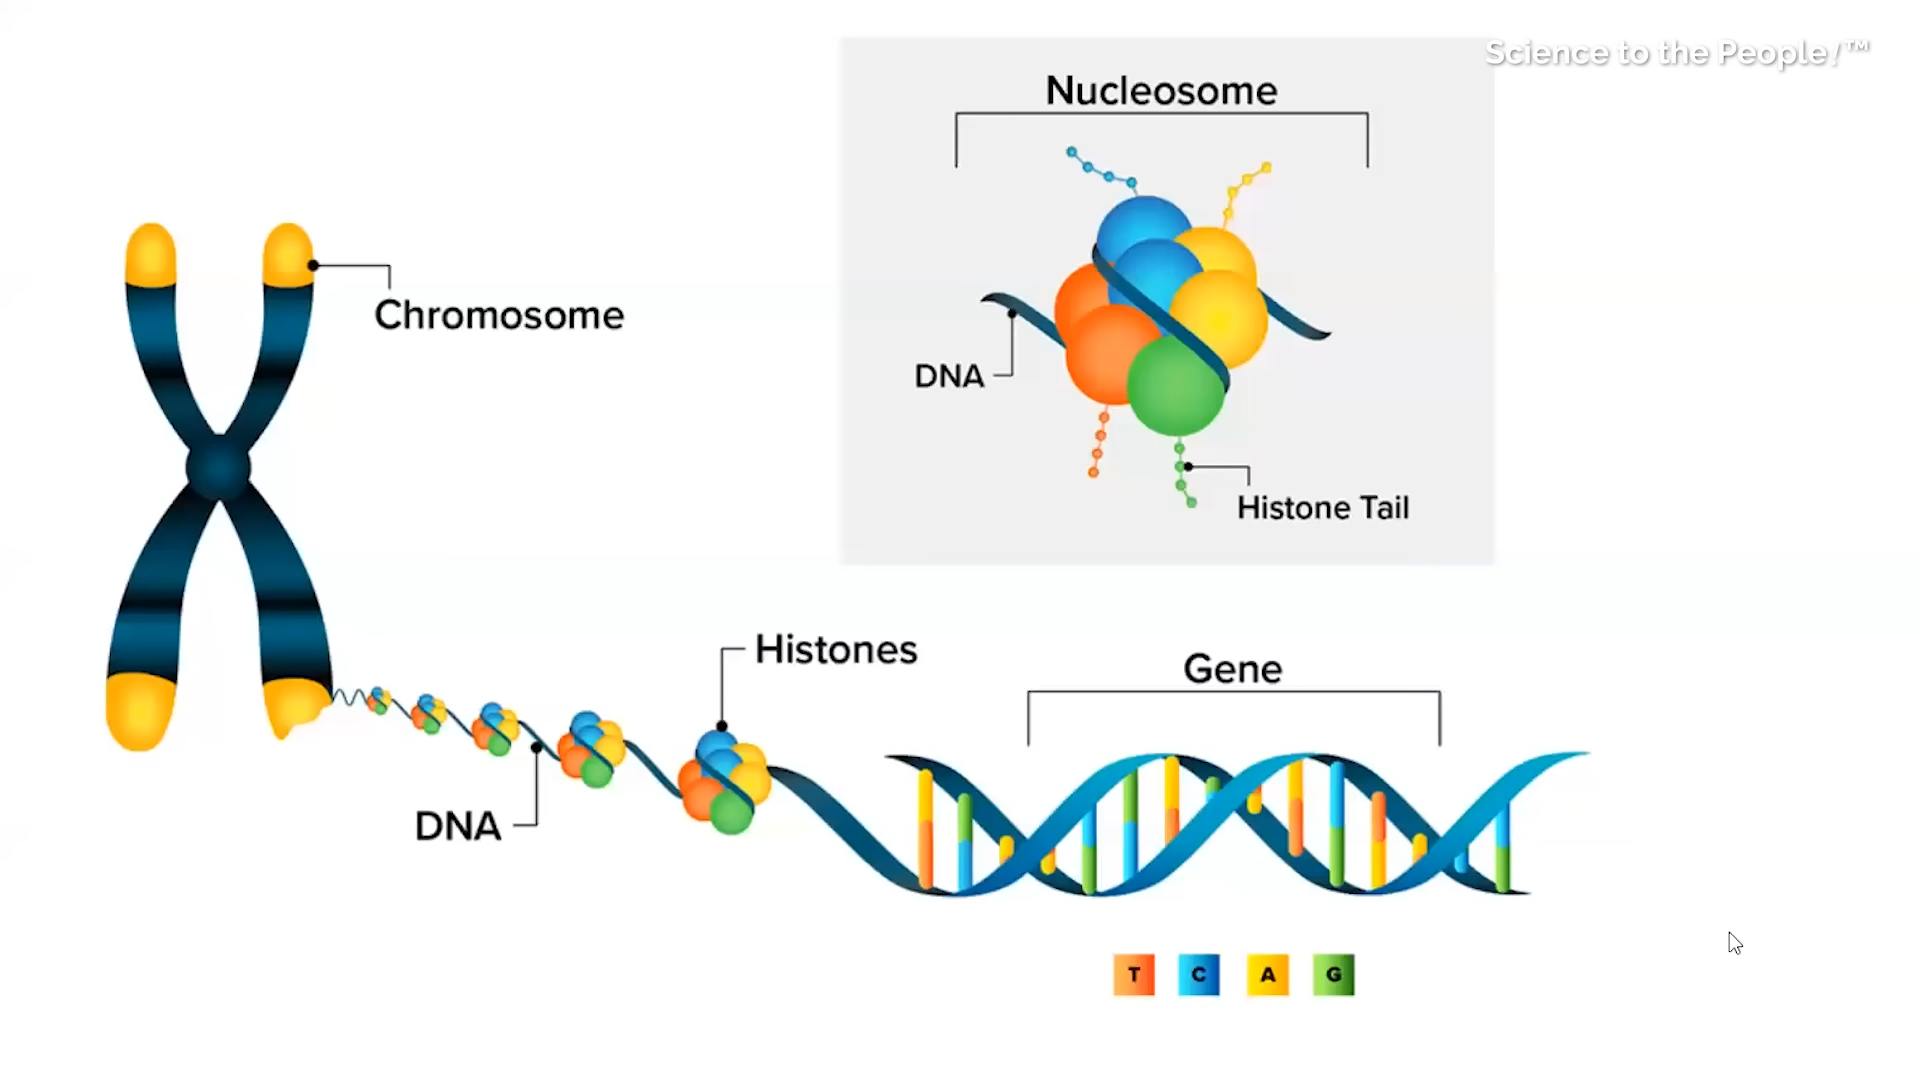 Science to the People!™
Nucleosome
Chromosome
DNA
Histone Tail
Histones
Gene
DNA
T C A G